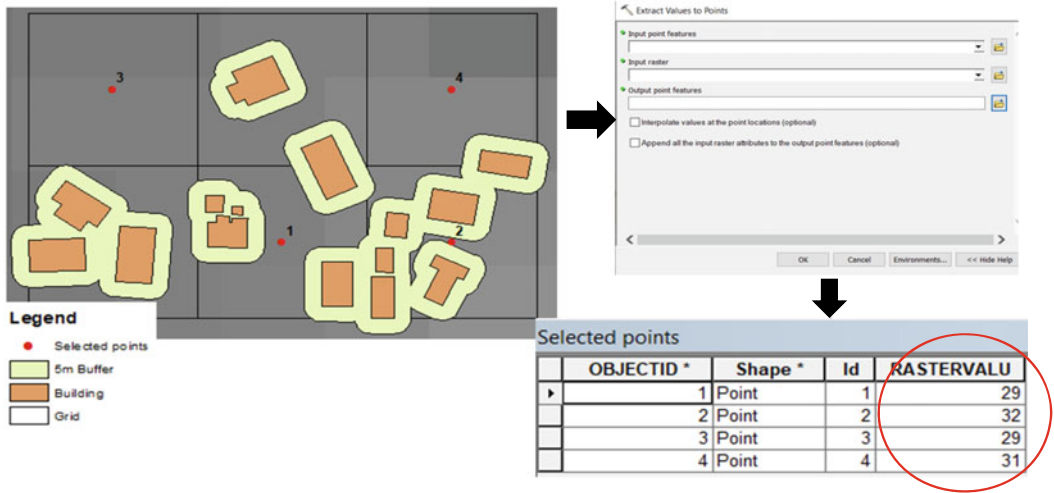 3
4
1
2
Legend
Selected points
5m Buffer
Building
Grid
Extract Values to Points
Input point features
Input raster
Output point features
Interpolate values at the point locations (optional)
Append all the input raster attributes to the output point features (optional)
OK Cancel Environments... << Hide Help
Selected points
OBJECTID * Shape * Id RASTERVALU
1 Point 1 29
2 Point 2 32
3 Point 3 29
4 Point 4 31